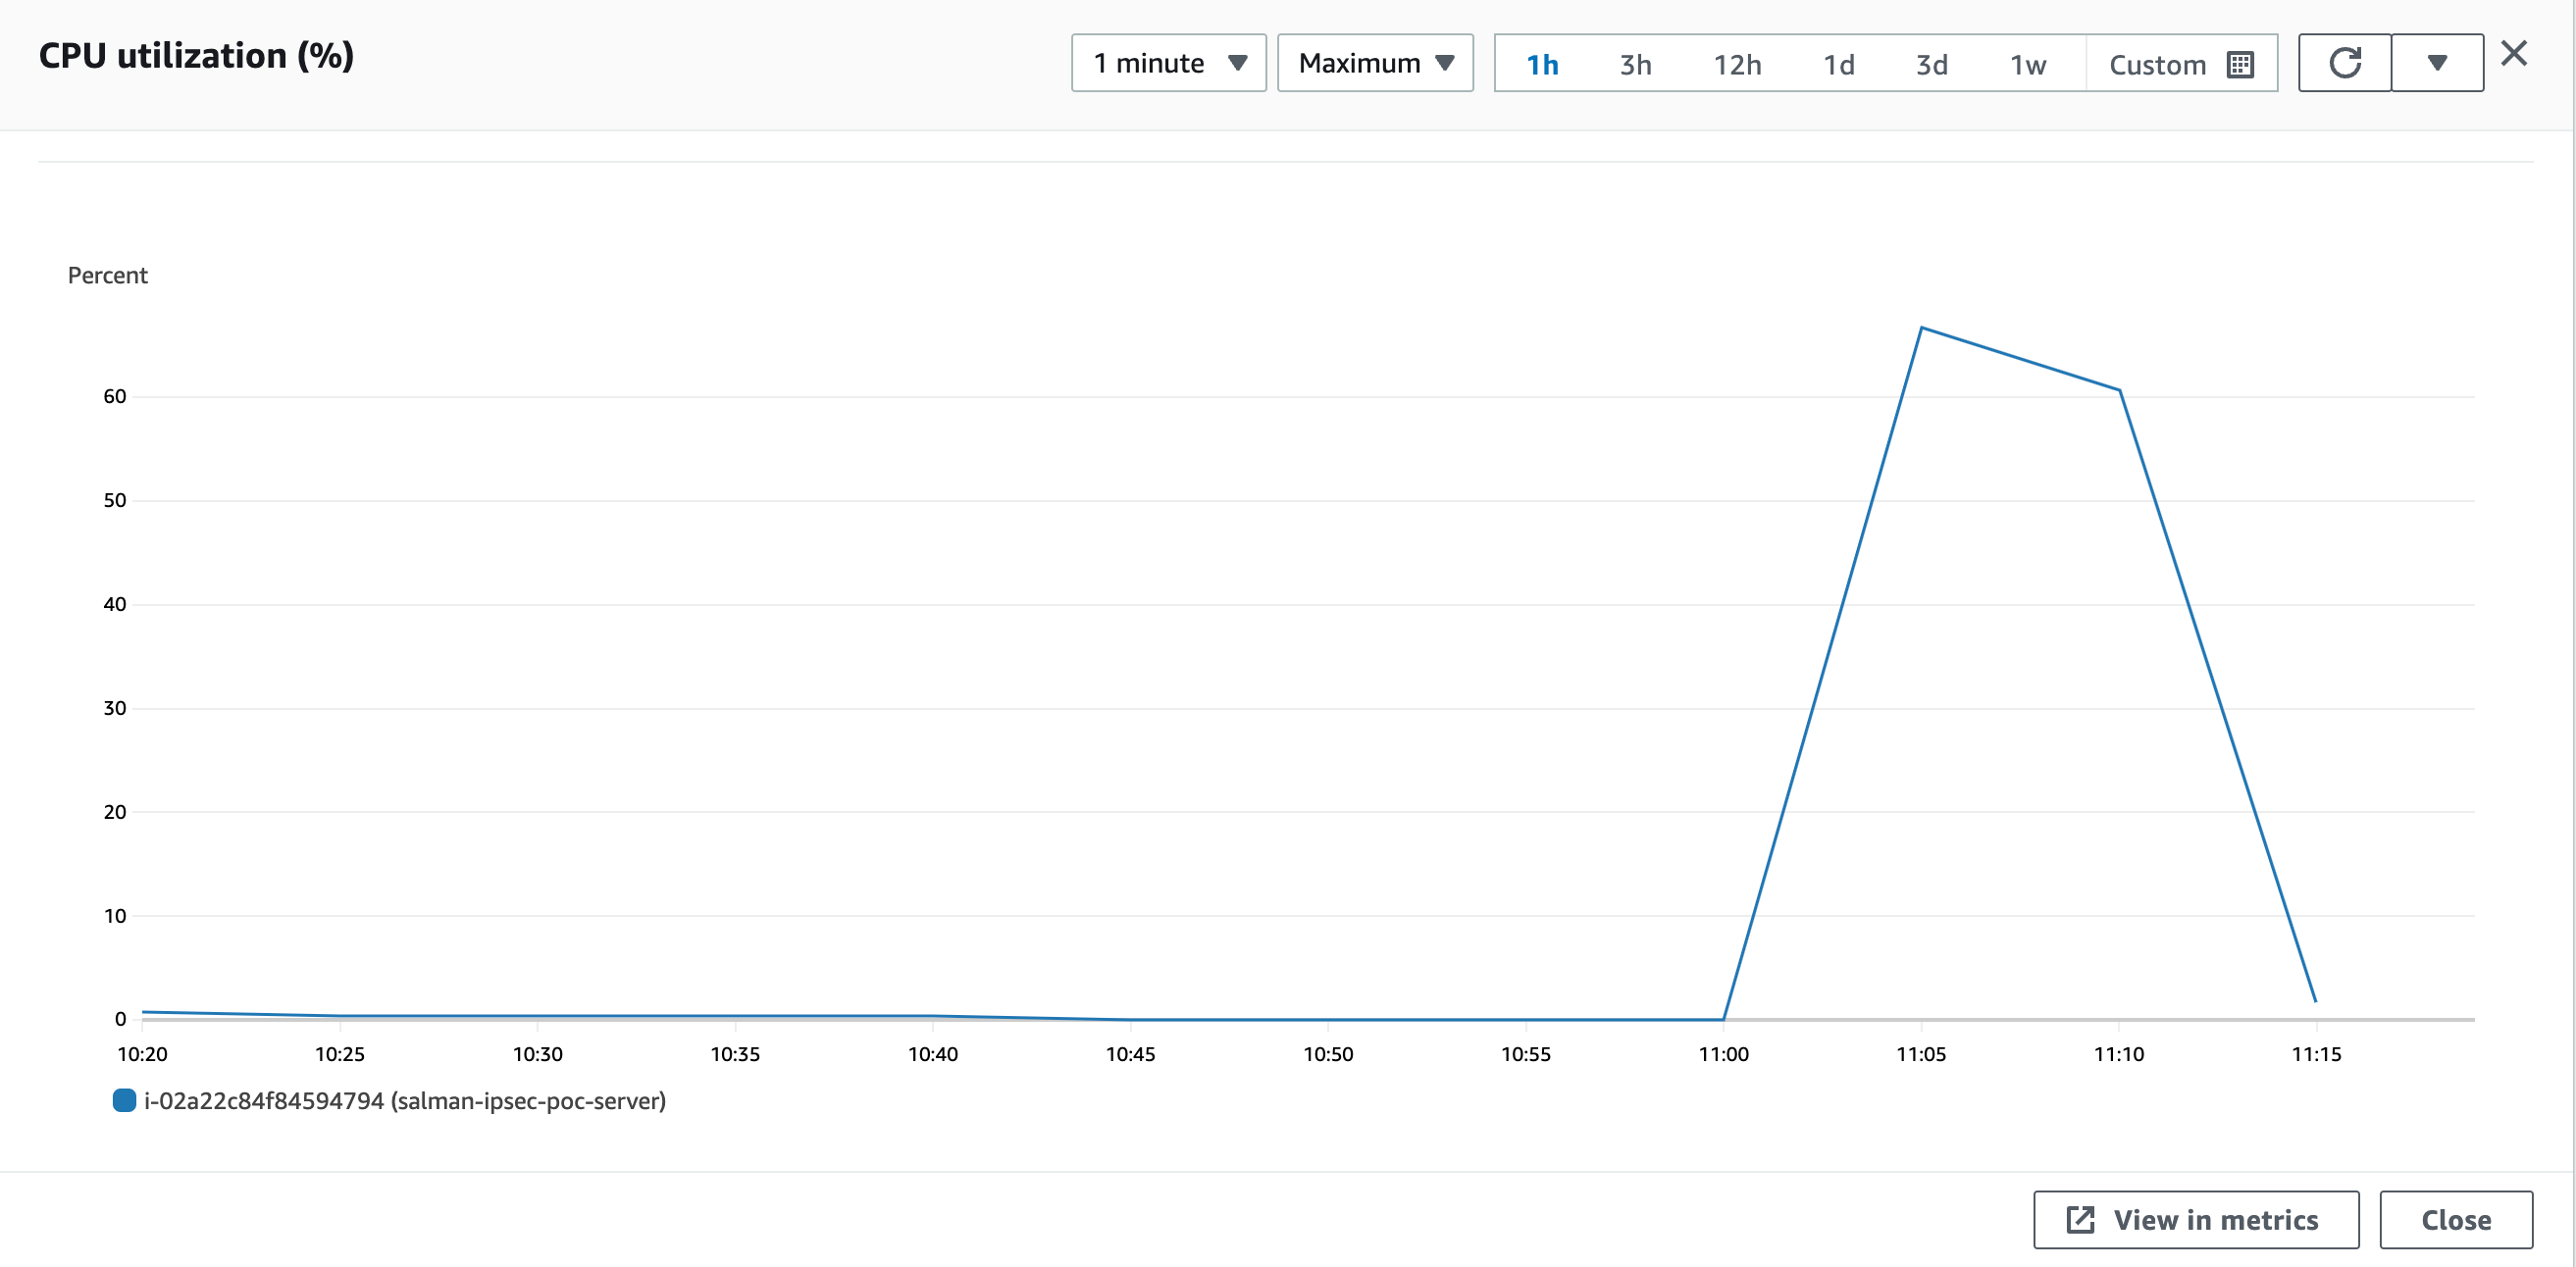 CPU utilization (%)
1 minute
Maximum
1h 3h 12h 1d 3d 1w Custom
Percent
60
50
40
30
20
10
0
10:20 10:25 10:30 10:35 10:40 10:45 10:50 10:55 11:00 11:05 11:10 11:15
i-02a22c84f84594794 (salman-ipsec-poc-server)
View in metrics
Close